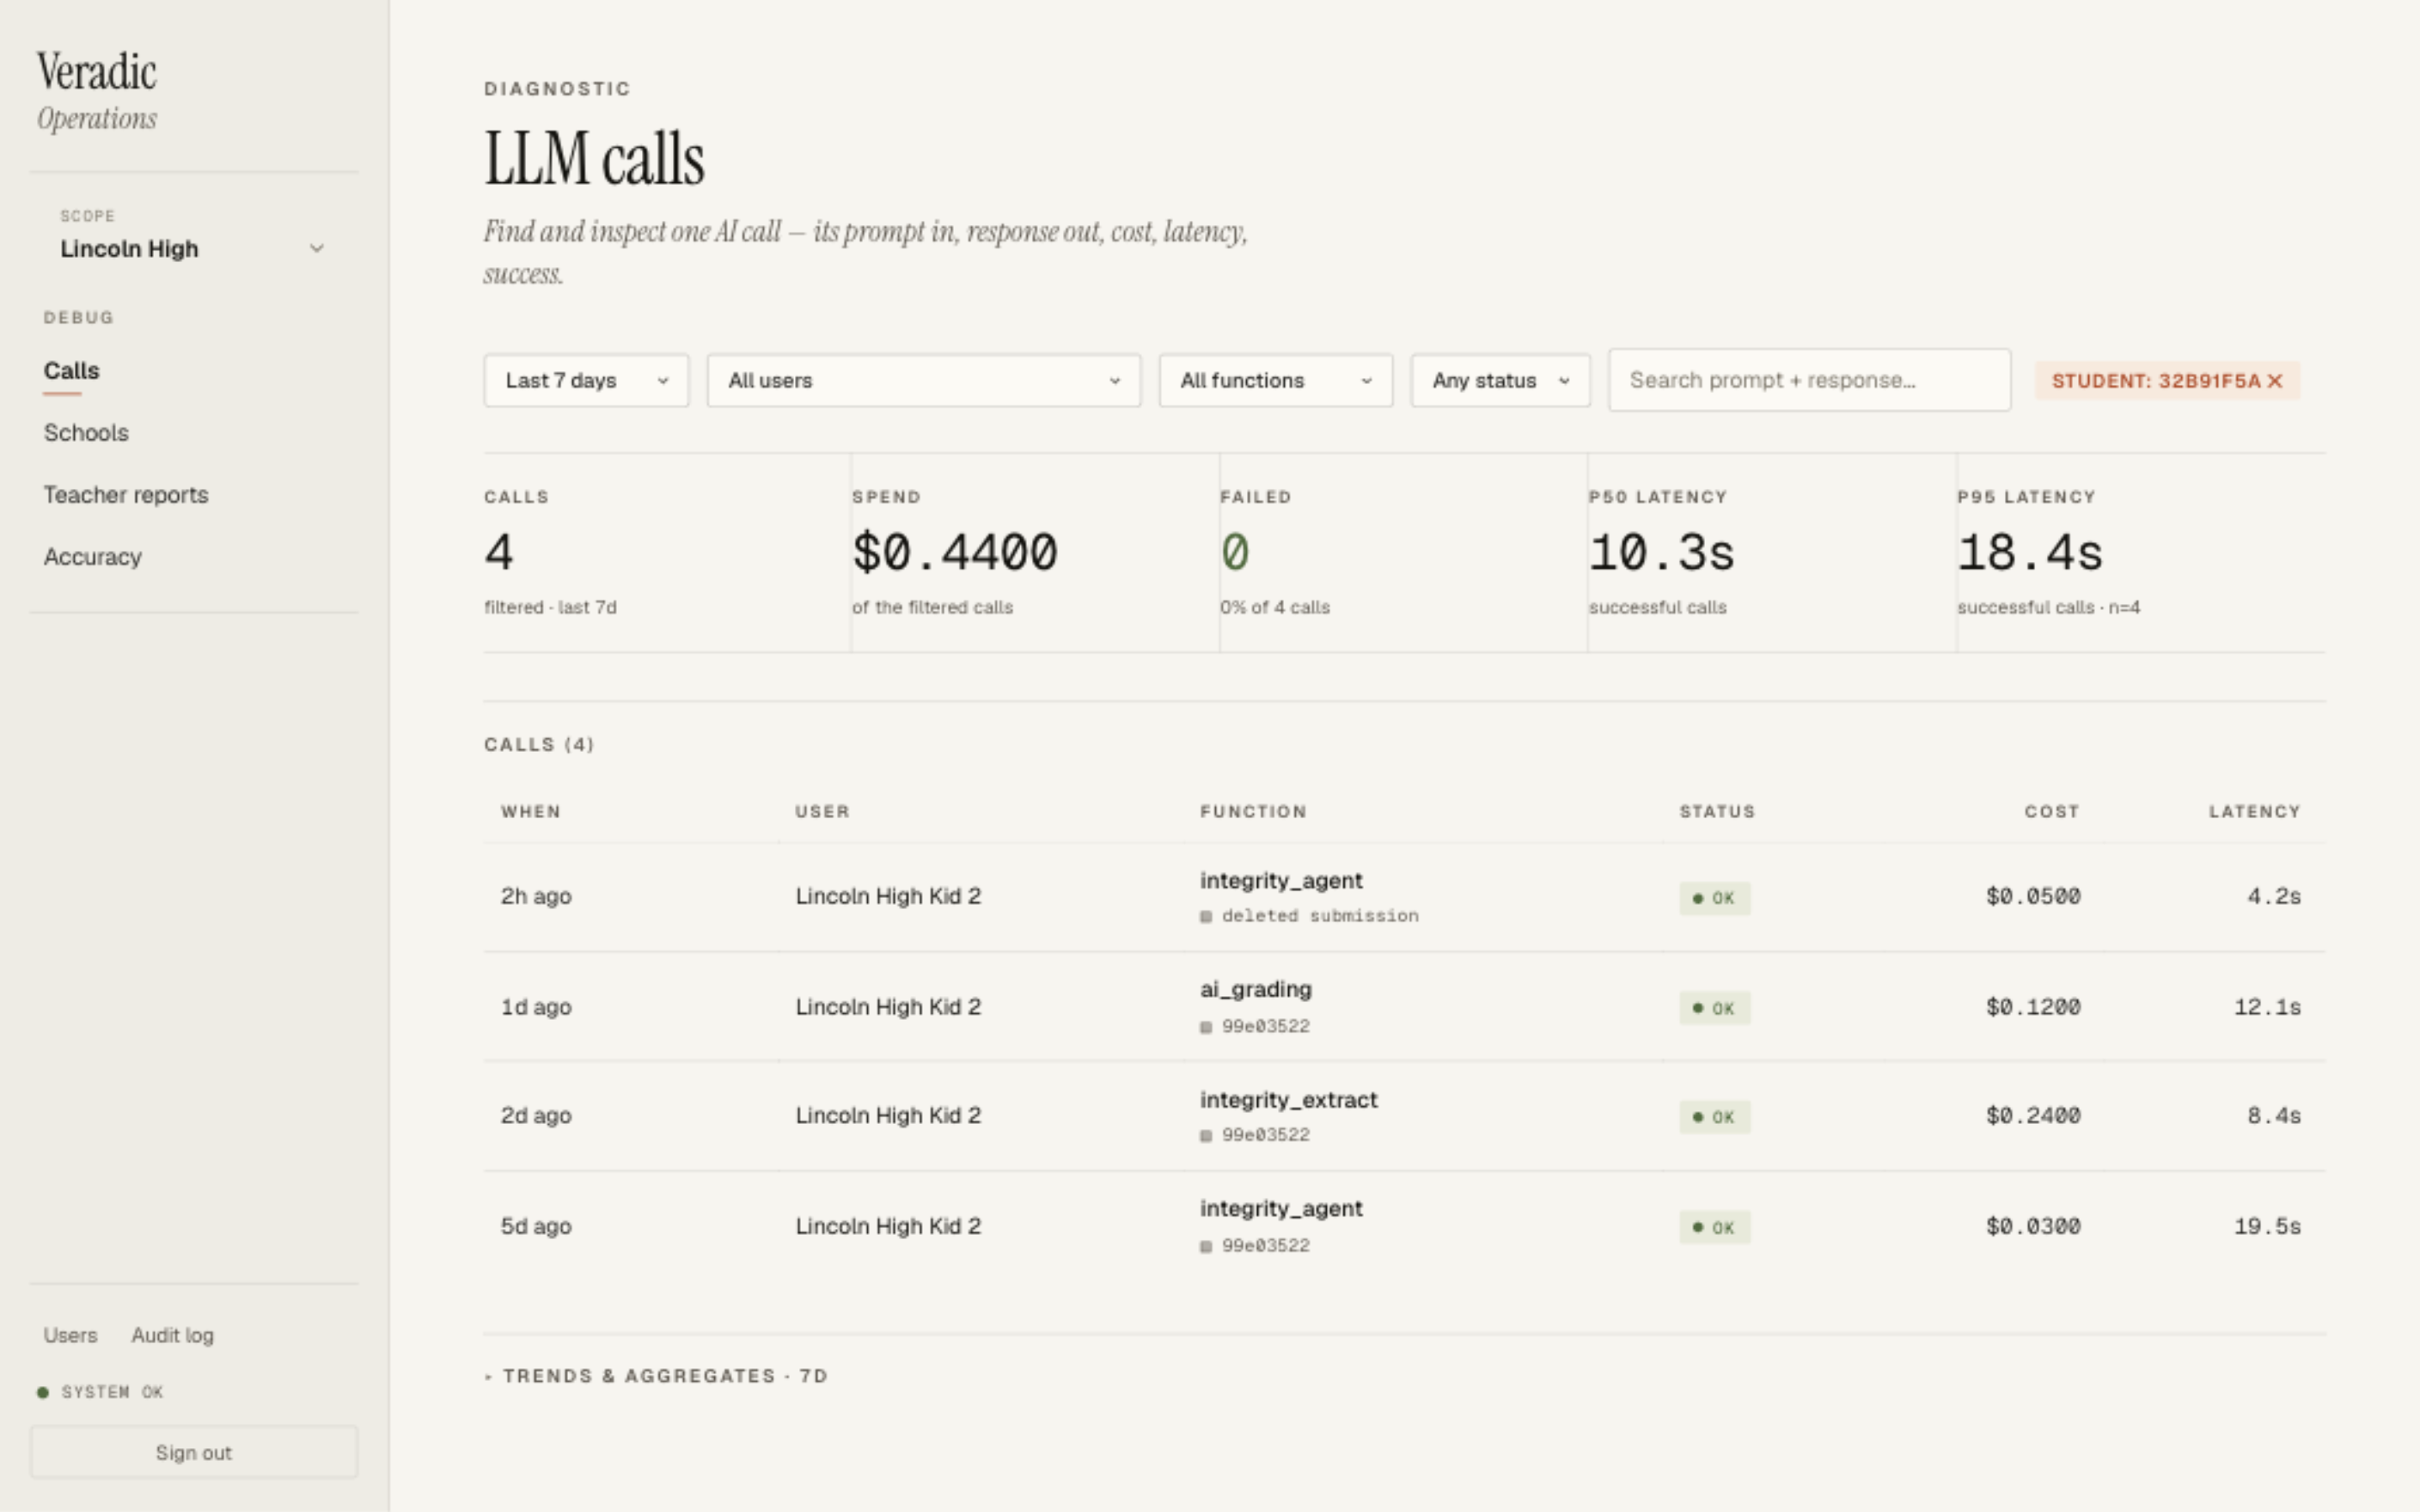 Veradic
Operations
SCOPE
Lincoln High
DEBUG
Calls
Schools
Teacher reports
Accuracy
Users Audit log
SYSTEM OK
Sign out
DIAGNOSTIC
LLM calls
Find and inspect one AI call — its prompt in, response out, cost, latency,
success.
Last 7 days All users All functions Any status Search prompt + response... STUDENT: 32B91F5A ×
CALLS SPEND FAILED P50 LATENCY P95 LATENCY
4 $0.4400 0 10.3s 18.4s
filtered · last 7d of the filtered calls 0% of 4 calls successful calls successful calls · n=4
CALLS (4)
WHEN USER FUNCTION STATUS COST LATENCY
2h ago Lincoln High Kid 2 integrity_agent OK $0.0500 4.2s
deleted submission
1d ago Lincoln High Kid 2 ai_grading OK $0.1200 12.1s
99e03522
2d ago Lincoln High Kid 2 integrity_extract OK $0.2400 8.4s
99e03522
5d ago Lincoln High Kid 2 integrity_agent OK $0.0300 19.5s
99e03522
TRENDS & AGGREGATES · 7D